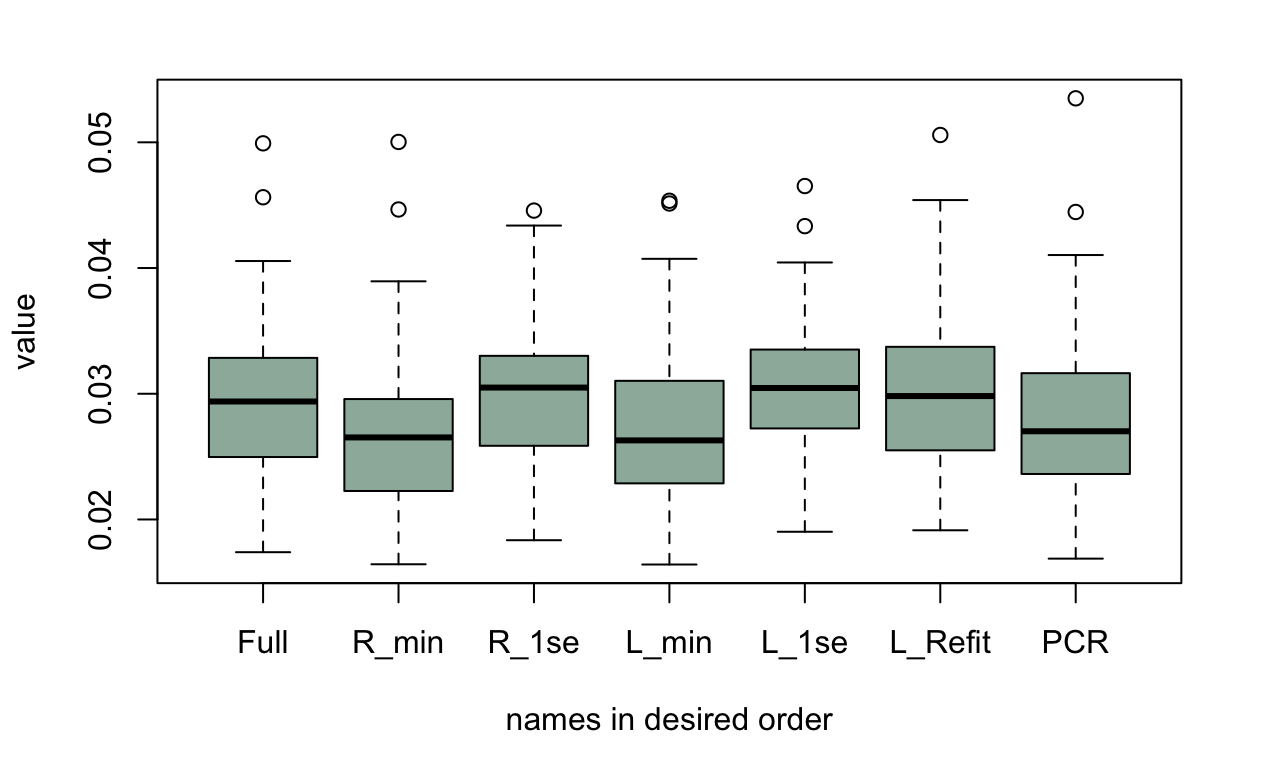 0.05
0.04
0.03
0.02
value
Full R_min R_1se L_min L_1se L_Refit PCR
names in desired order